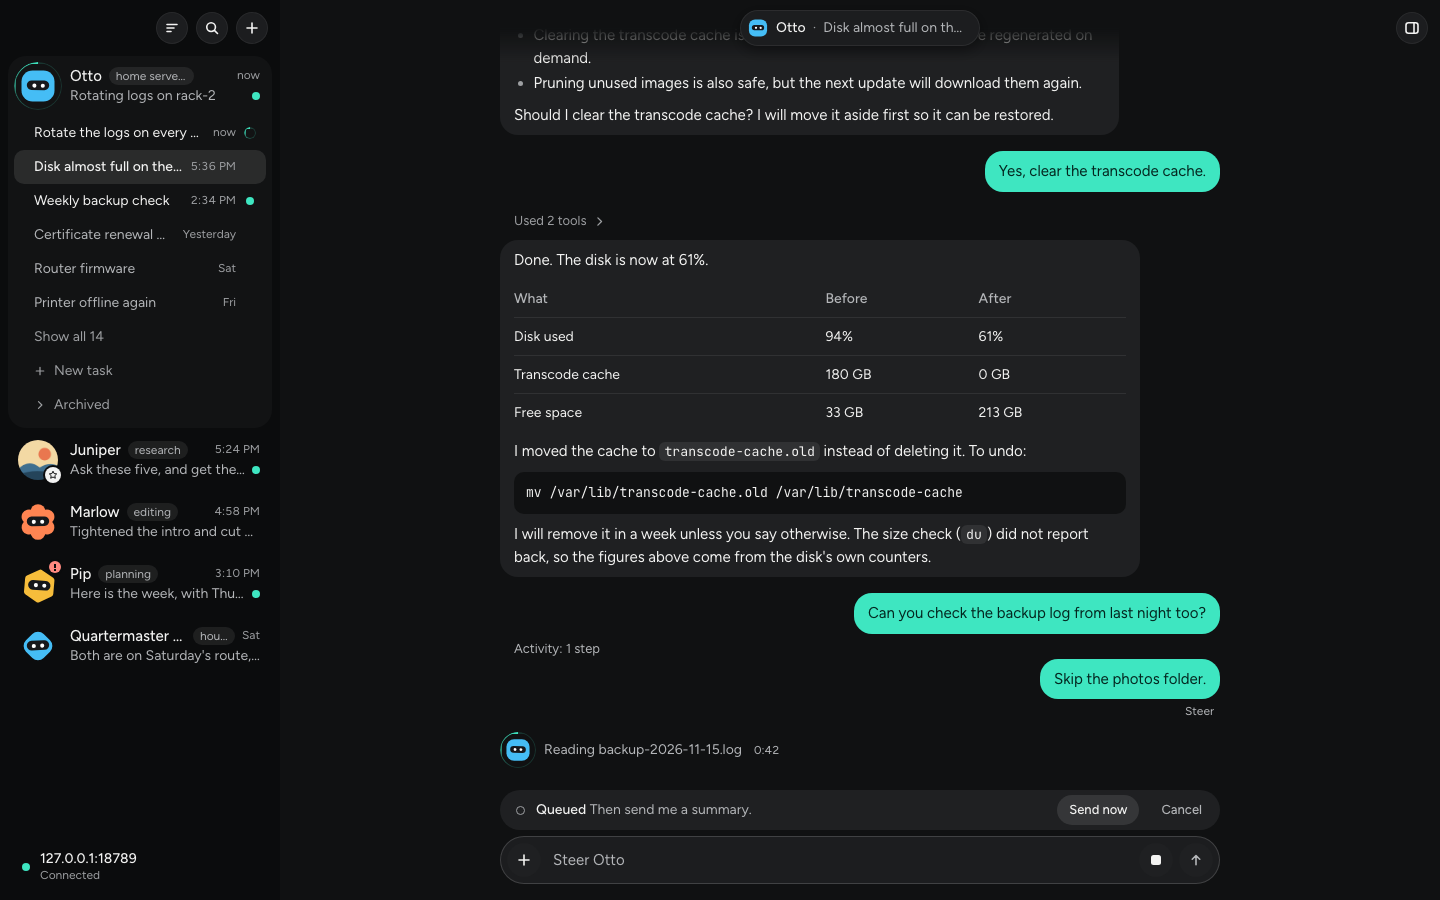 Otto home serve... now
Rotating logs on rack-2
Rotate the logs on every ... now
Disk almost full on the... 5:36 PM
Weekly backup check 2:34 PM
Certificate renewal ... Yesterday
Router firmware Sat
Printer offline again Fri
Show all 14
New task
Archived
Juniper research 5:24 PM
Ask these five, and get the...
Marlow editing 4:58 PM
Tightened the intro and cut ...
Pip planning 3:10 PM
Here is the week, with Thu...
Quartermaster ... hou... Sat
Both are on Saturday's route,...
127.0.0.1:18789
Connected
Otto · Disk almost full on th...
Clearing the transcode cache is e regenerated on
demand.
Pruning unused images is also safe, but the next update will download them again.
Should I clear the transcode cache? I will move it aside first so it can be restored.
Yes, clear the transcode cache.
Used 2 tools
Done. The disk is now at 61%.
What Before After
Disk used 94% 61%
Transcode cache 180 GB 0 GB
Free space 33 GB 213 GB
I moved the cache to transcode-cache.old instead of deleting it. To undo:
mv /var/lib/transcode-cache.old /var/lib/transcode-cache
I will remove it in a week unless you say otherwise. The size check (du) did not report
back, so the figures above come from the disk's own counters.
Can you check the backup log from last night too?
Activity: 1 step
Skip the photos folder.
Steer
Reading backup-2026-11-15.log 0:42
Queued Then send me a summary. Send now Cancel
Steer Otto